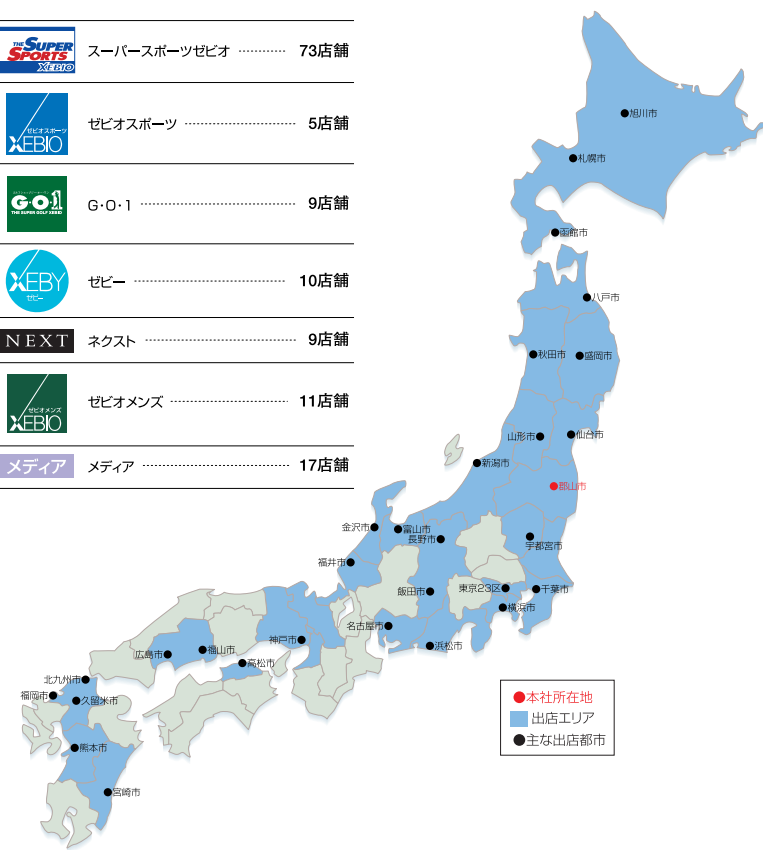 THE SUPER
SPORTS
XEBIO
スーパースポーツゼビオ 73店舗
ゼビオスポーツ
XEBIO
ゼビオスポーツ 5店舗
G・O・1
THE SUPER GOLF XEBIO
G・O・1 9店舗
XEBY
ゼビー
ゼビー 10店舗
NEXT
ネクスト 9店舗
ゼビオメンズ
XEBIO
ゼビオメンズ 11店舗
メディア
メディア 17店舗
旭川市
札幌市
函館市
八戸市
秋田市
盛岡市
山形市
仙台市
新潟市
郡山市
金沢市
富山市
長野市
宇都宮市
福井市
飯田市
東京23区
千葉市
横浜市
名古屋市
浜松市
神戸市
福山市
広島市
高松市
北九州市
福岡市
久留米市
熊本市
宮崎市
本社所在地
出店エリア
主な出店都市